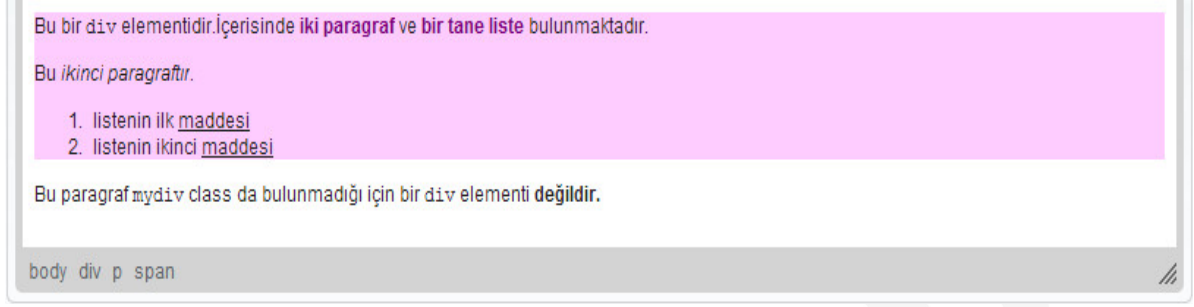 Bu bir div elementidir.İçerisinde iki paragraf ve bir tane liste bulunmaktadır.
Bu ikinci paragraftır.
1. listenin ilk maddesi
2. listenin ikinci maddesi
Bu paragraf mydiv class da bulunmadığı için bir div elementi değildir.
body div p span